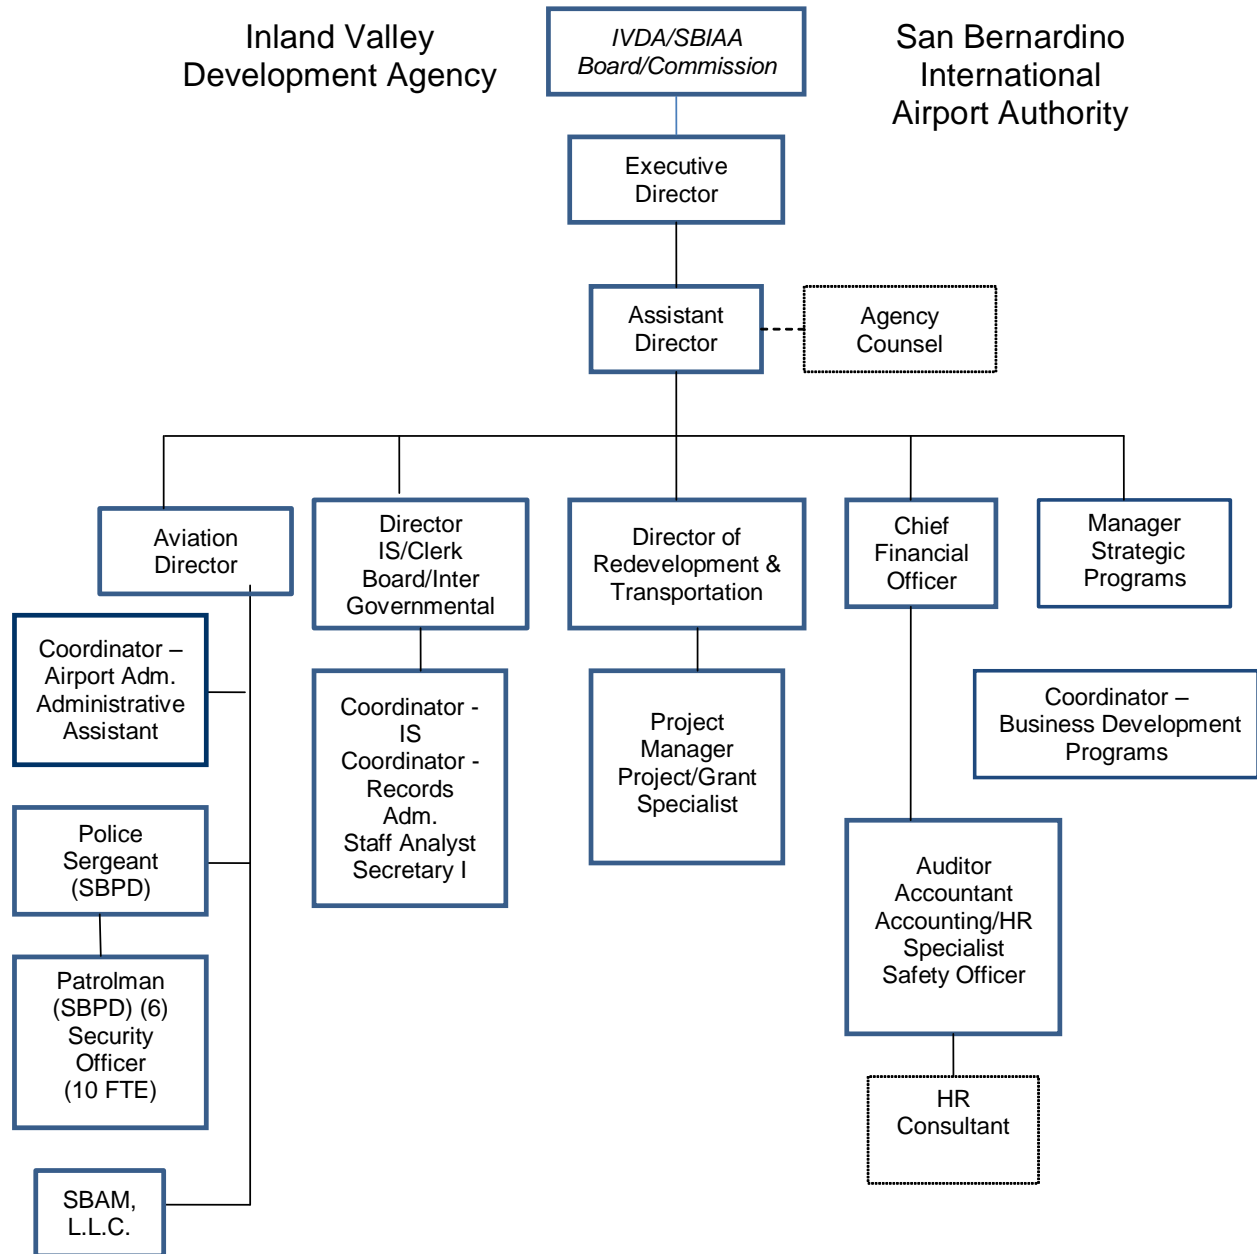 Inland Valley
Development Agency
IVDA/SBIAA
Board/Commission
San Bernardino
International
Airport Authority
Executive
Director
Assistant
Director
Agency
Counsel
Aviation
Director
Director
IS/Clerk
Board/Inter
Governmental
Director of
Redevelopment &
Transportation
Chief
Financial
Officer
Manager
Strategic
Programs
Coordinator –
Airport Adm.
Administrative
Assistant
Coordinator -
IS
Coordinator -
Records
Adm.
Staff Analyst
Secretary I
Project
Manager
Project/Grant
Specialist
Coordinator –
Business Development
Programs
Police
Sergeant
(SBPD)
Auditor
Accountant
Accounting/HR
Specialist
Safety Officer
Patrolman
(SBPD) (6)
Security
Officer
(10 FTE)
HR
Consultant
SBAM,
L.L.C.